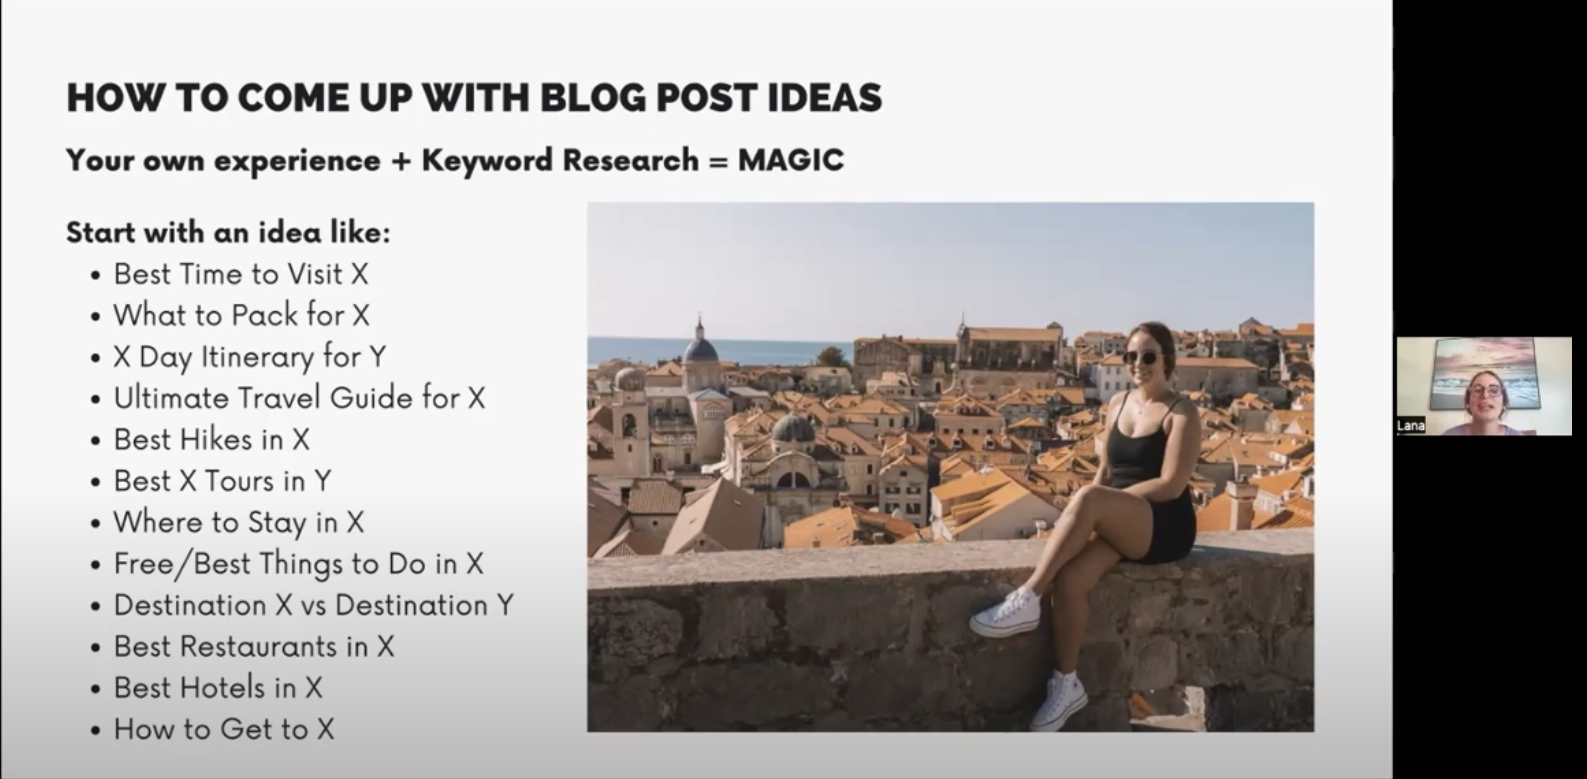 HOW TO COME UP WITH BLOG POST IDEAS
Your own experience + Keyword Research = MAGIC
Start with an idea like:
• Best Time to Visit X
• What to Pack for X
• X Day Itinerary for Y
• Ultimate Travel Guide for X
• Best Hikes in X
• Best X Tours in Y
• Where to Stay in X
• Free/Best Things to Do in X
• Destination X vs Destination Y
• Best Restaurants in X
• Best Hotels in X
• How to Get to X
Lana